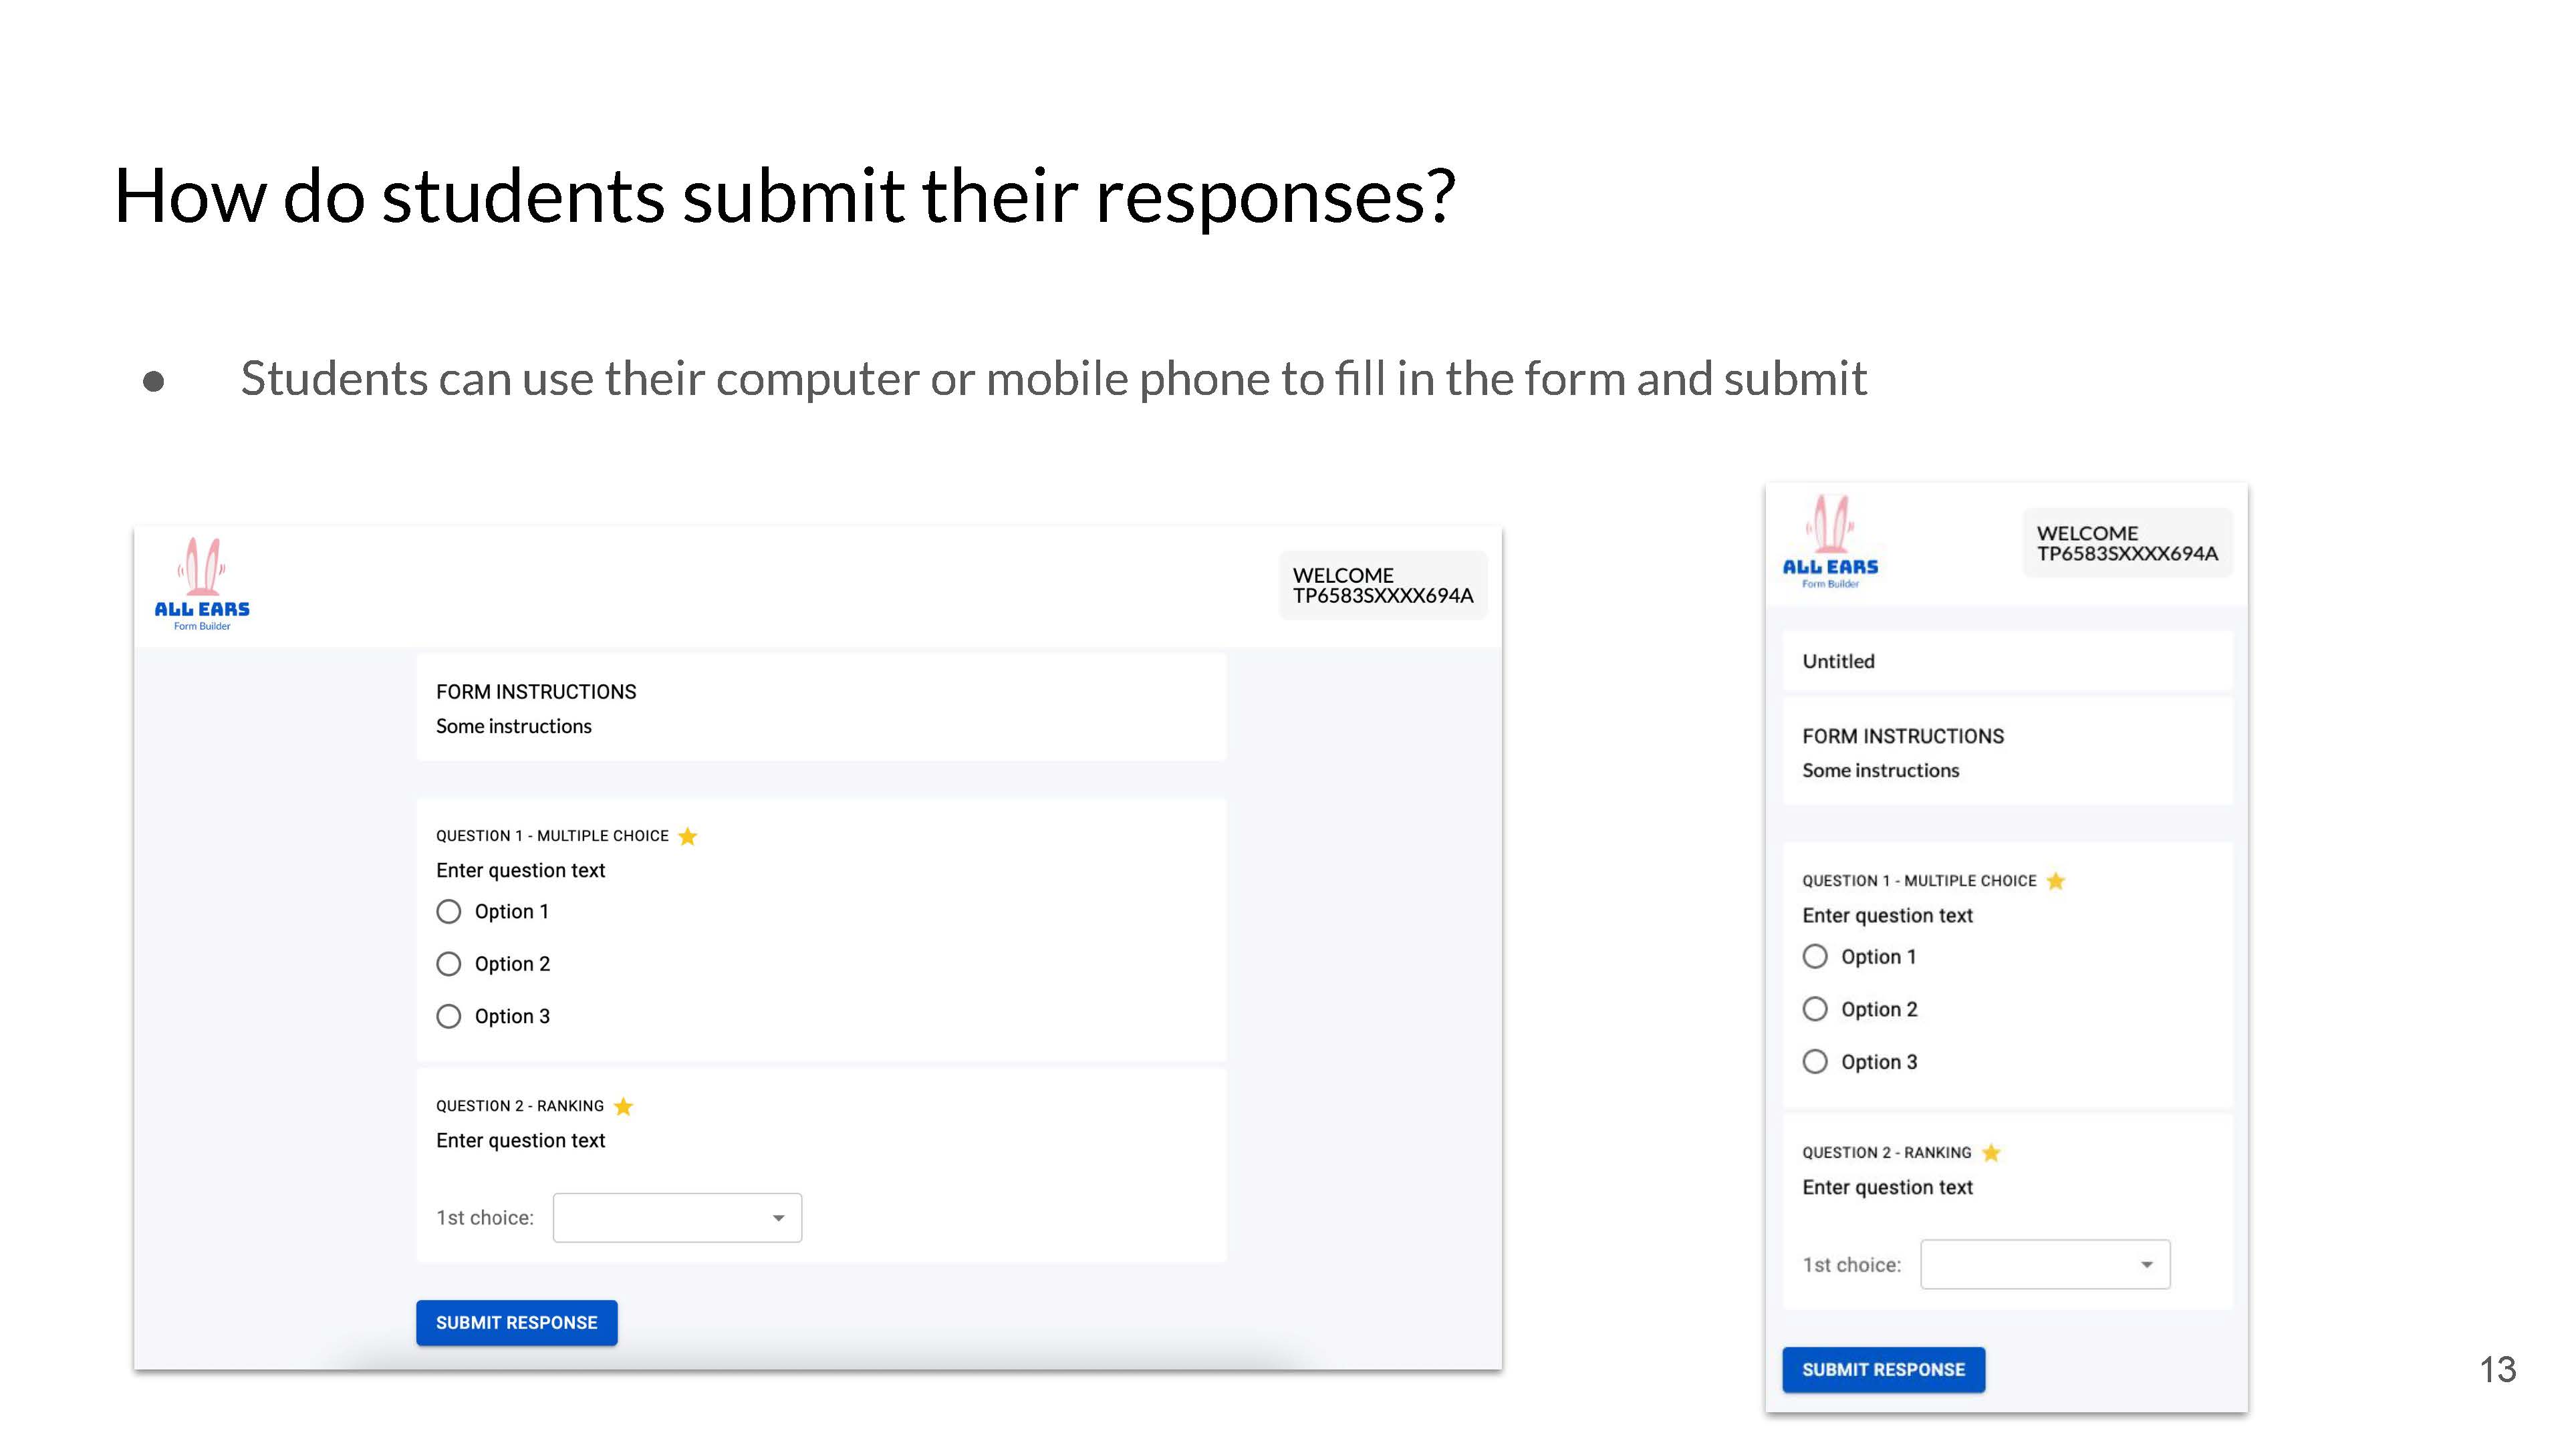 How do students submit their responses?
● Students can use their computer or mobile phone to fill in the form and submit
ALL EARS
Form Builder
WELCOME
TP6583SXXXX694A
FORM INSTRUCTIONS
Some instructions
QUESTION 1 - MULTIPLE CHOICE
Enter question text
Option 1
Option 2
Option 3
QUESTION 2 - RANKING
Enter question text
1st choice:
SUBMIT RESPONSE
ALL EARS
Form Builder
WELCOME
TP6583SXXXX694A
Untitled
FORM INSTRUCTIONS
Some instructions
QUESTION 1 - MULTIPLE CHOICE
Enter question text
Option 1
Option 2
Option 3
QUESTION 2 - RANKING
Enter question text
1st choice:
SUBMIT RESPONSE
13